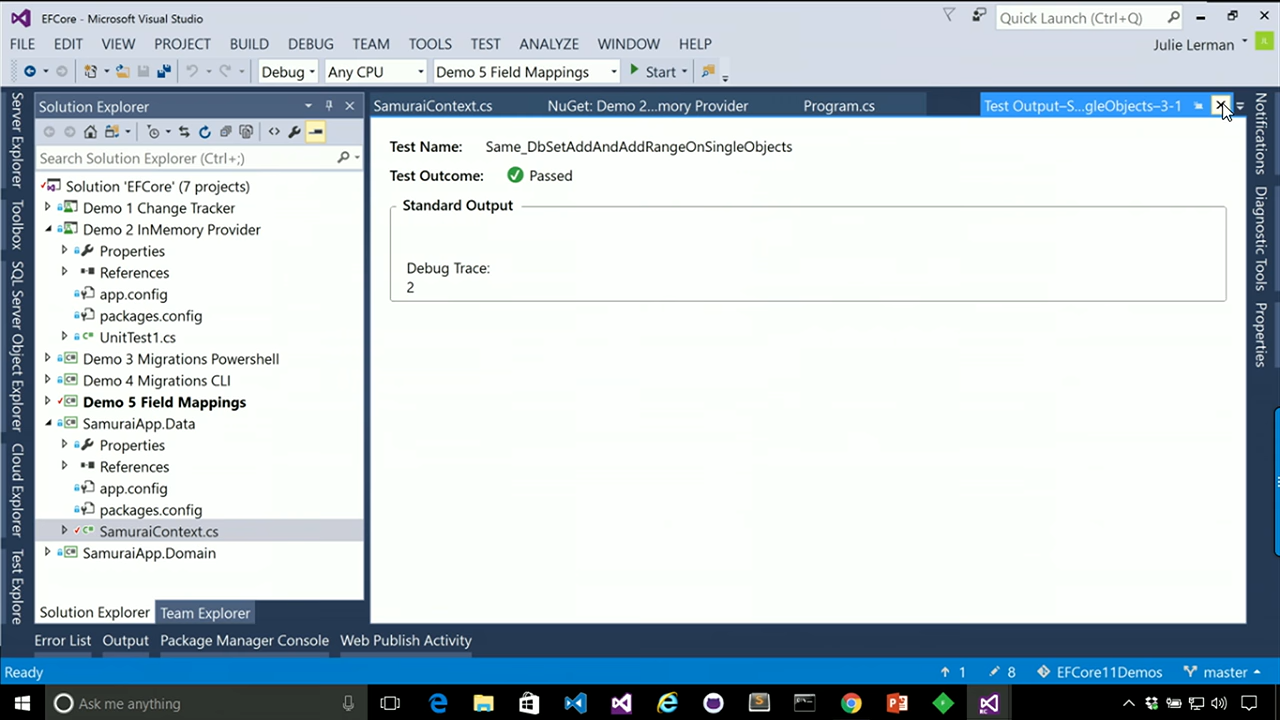 EFCore - Microsoft Visual Studio
Quick Launch (Ctrl+Q)
FILE EDIT VIEW PROJECT BUILD DEBUG TEAM TOOLS TEST ANALYZE WINDOW HELP
Julie Lerman
Debug Any CPU Demo 5 Field Mappings Start
Server Explorer
Toolbox
SQL Server Object Explorer
Cloud Explorer
Test Explore
Solution Explorer
Search Solution Explorer (Ctrl+;)
Solution 'EFCore' (7 projects)
Demo 1 Change Tracker
Demo 2 InMemory Provider
Properties
References
app.config
packages.config
UnitTest1.cs
Demo 3 Migrations Powershell
Demo 4 Migrations CLI
Demo 5 Field Mappings
SamuraiApp.Data
Properties
References
app.config
packages.config
SamuraiContext.cs
SamuraiApp.Domain
Solution Explorer Team Explorer
SamuraiContext.cs NuGet: Demo 2...mory Provider Program.cs Test Output–S...gleObjects–3-1
Test Name: Same_DbSetAddAndAddRangeOnSingleObjects
Test Outcome: Passed
Standard Output
Debug Trace:
2
Notifications
Diagnostic Tools
Properties
Error List Output Package Manager Console Web Publish Activity
Ready
1 8 EFCore11Demos master
Ask me anything